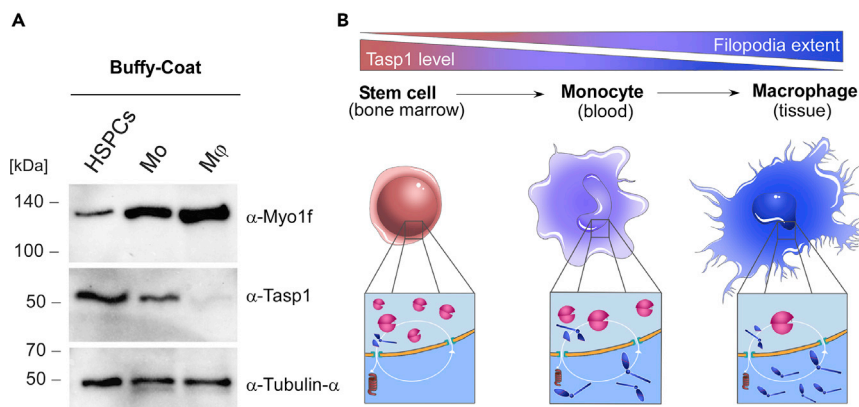 A
Buffy-Coat
HSPCs
Mo
Mφ
[kDa]
140 –
100 –
50 –
70 –
50 –
α-Myo1f
α-Tasp1
α-Tubulin-α
B
Tasp1 level
Filopodia extent
Stem cell
(bone marrow)
Monocyte
(blood)
Macrophage
(tissue)